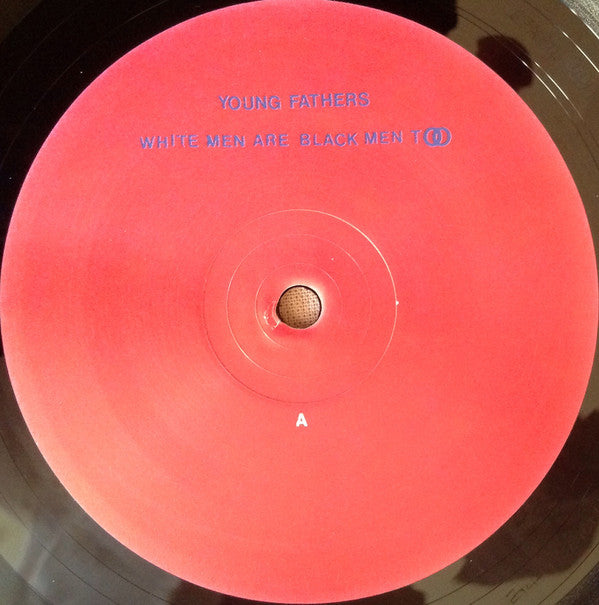 YOUNG FATHERS
WHITE MEN ARE BLACK MEN TOO
A